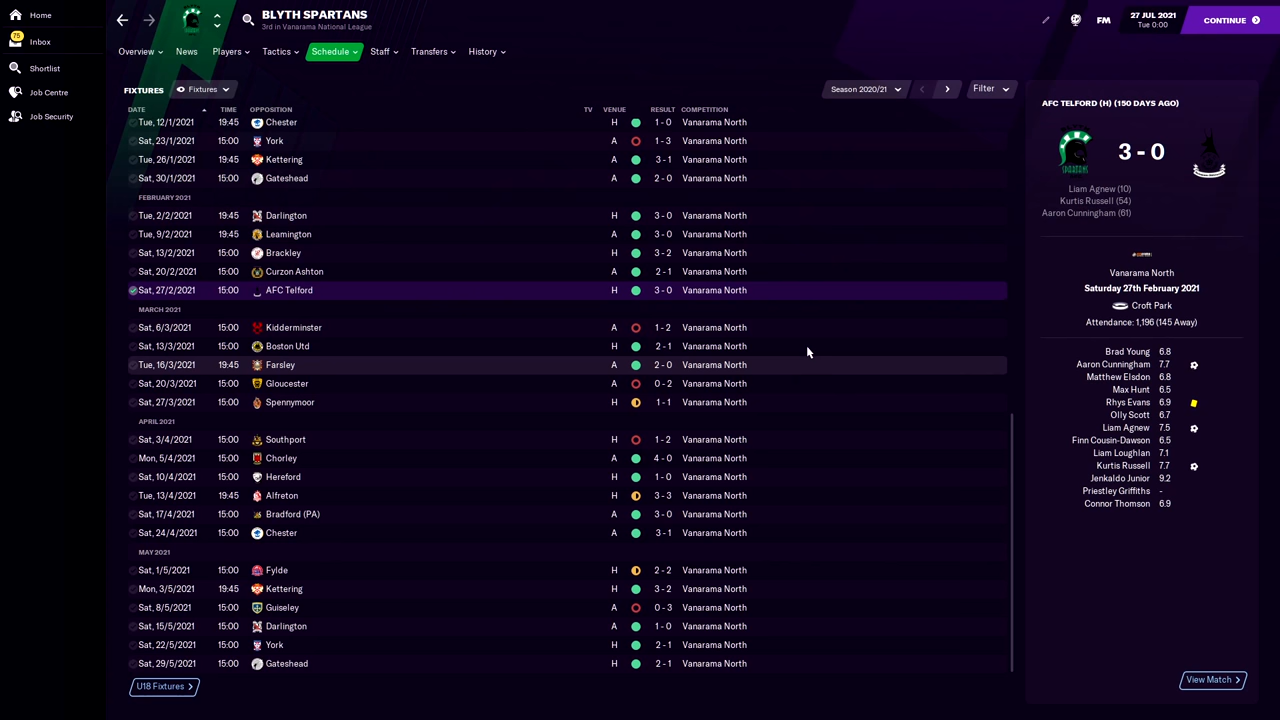 Home
75
Inbox
Shortlist
Job Centre
Job Security
BLYTH SPARTANS
3rd in Vanarama National League
FM
27 JUL 2021
Tue 0:00
CONTINUE
Overview
News
Players
Tactics
Schedule
Staff
Transfers
History
FIXTURES
Fixtures
Season 2020/21
Filter
DATE TIME OPPOSITION TV VENUE RESULT COMPETITION
Tue, 12/1/2021 19:45 Chester H 1 - 0 Vanarama North
Sat, 23/1/2021 15:00 York A 1 - 3 Vanarama North
Tue, 26/1/2021 19:45 Kettering A 3 - 1 Vanarama North
Sat, 30/1/2021 15:00 Gateshead A 2 - 0 Vanarama North
FEBRUARY 2021
Tue, 2/2/2021 19:45 Darlington H 3 - 0 Vanarama North
Tue, 9/2/2021 19:45 Leamington A 3 - 0 Vanarama North
Sat, 13/2/2021 15:00 Brackley H 3 - 2 Vanarama North
Sat, 20/2/2021 15:00 Curzon Ashton A 2 - 1 Vanarama North
Sat, 27/2/2021 15:00 AFC Telford H 3 - 0 Vanarama North
MARCH 2021
Sat, 6/3/2021 15:00 Kidderminster A 1 - 2 Vanarama North
Sat, 13/3/2021 15:00 Boston Utd H 2 - 1 Vanarama North
Tue, 16/3/2021 19:45 Farsley A 2 - 0 Vanarama North
Sat, 20/3/2021 15:00 Gloucester A 0 - 2 Vanarama North
Sat, 27/3/2021 15:00 Spennymoor H 1 - 1 Vanarama North
APRIL 2021
Sat, 3/4/2021 15:00 Southport H 1 - 2 Vanarama North
Mon, 5/4/2021 15:00 Chorley A 4 - 0 Vanarama North
Sat, 10/4/2021 15:00 Hereford H 1 - 0 Vanarama North
Tue, 13/4/2021 19:45 Alfreton H 3 - 3 Vanarama North
Sat, 17/4/2021 15:00 Bradford (PA) A 3 - 0 Vanarama North
Sat, 24/4/2021 15:00 Chester A 3 - 1 Vanarama North
MAY 2021
Sat, 1/5/2021 15:00 Fylde H 2 - 2 Vanarama North
Mon, 3/5/2021 19:45 Kettering H 3 - 2 Vanarama North
Sat, 8/5/2021 15:00 Guiseley A 0 - 3 Vanarama North
Sat, 15/5/2021 15:00 Darlington A 1 - 0 Vanarama North
Sat, 22/5/2021 15:00 York H 2 - 1 Vanarama North
Sat, 29/5/2021 15:00 Gateshead H 2 - 1 Vanarama North
U18 Fixtures
AFC TELFORD (H) (150 DAYS AGO)
3 - 0
Liam Agnew (10)
Kurtis Russell (54)
Aaron Cunningham (61)
Vanarama North
Saturday 27th February 2021
Croft Park
Attendance: 1,196 (145 Away)
Brad Young 6.8
Aaron Cunningham 7.7
Matthew Elsdon 6.8
Max Hunt 6.5
Rhys Evans 6.9
Olly Scott 6.7
Liam Agnew 7.5
Finn Cousin-Dawson 6.5
Liam Loughlan 7.1
Kurtis Russell 7.7
Jenkaldo Junior 9.2
Priestley Griffiths -
Connor Thomson 6.9
View Match